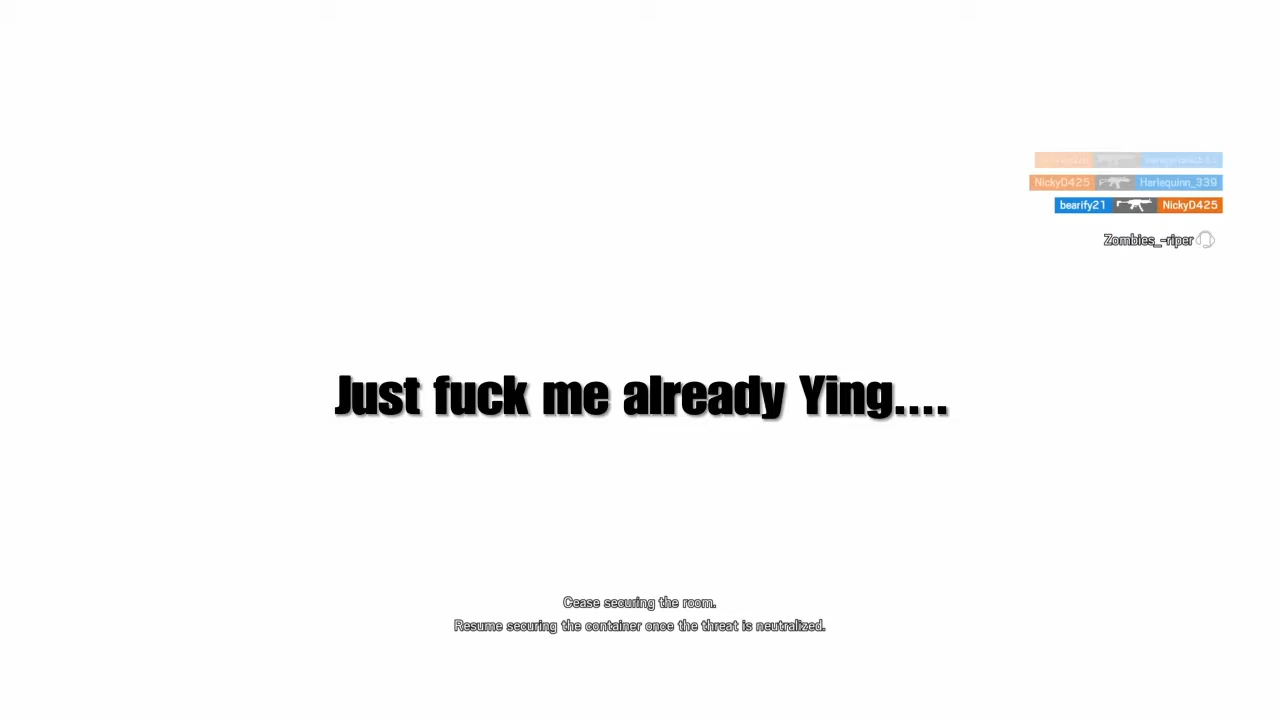 NickyD425 Harlequinn_339
bearify21 NickyD425
Zombies_-riper
Just fuck me already Ying....
Cease securing the room.
Resume securing the container once the threat is neutralized.